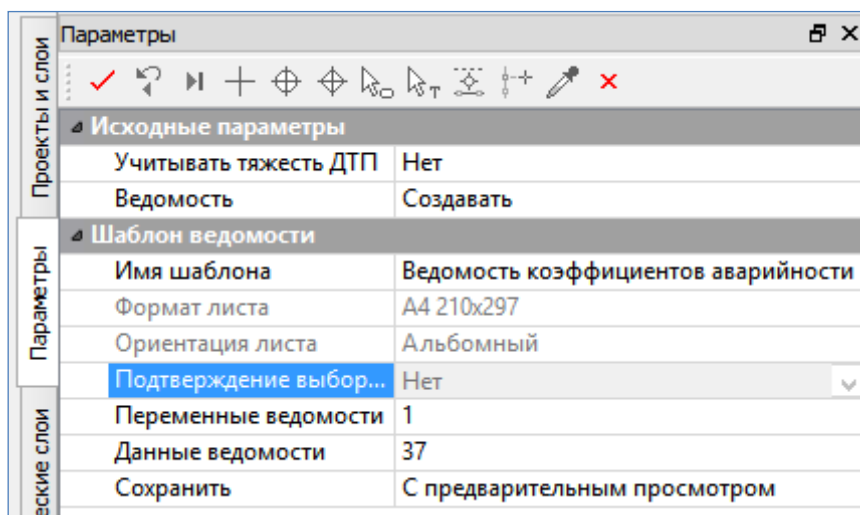 Параметры
Проекты и слои
Параметры
еские слои
Исходные параметры
Учитывать тяжесть ДТП Нет
Ведомость Создавать
Шаблон ведомости
Имя шаблона Ведомость коэффициентов аварийности
Формат листа A4 210x297
Ориентация листа Альбомный
Подтверждение выбор... Нет
Переменные ведомости 1
Данные ведомости 37
Сохранить С предварительным просмотром